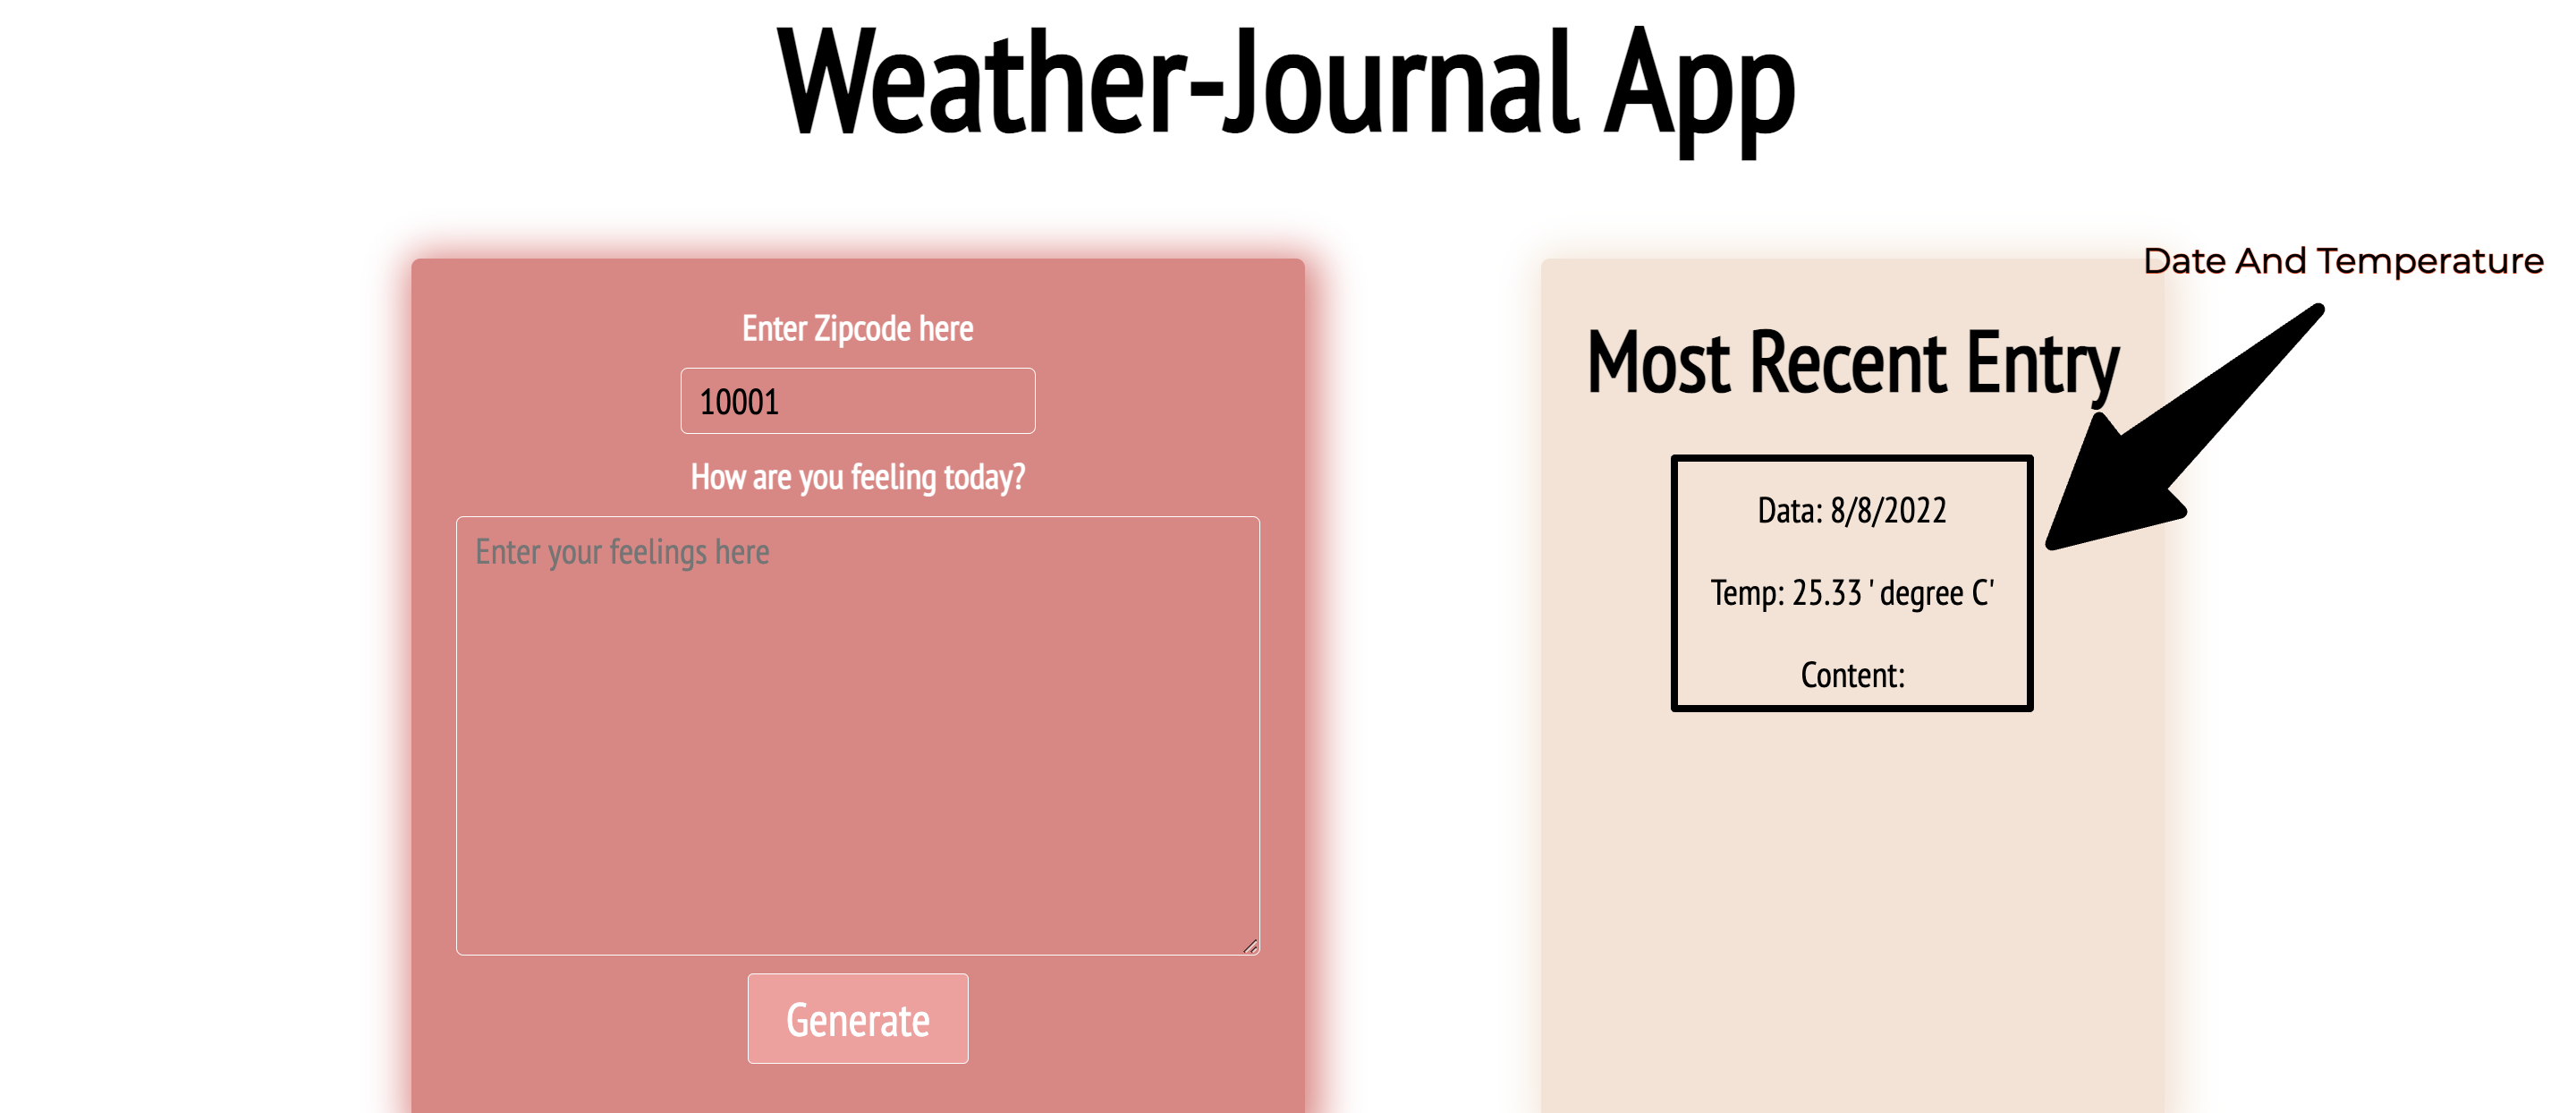 Weather-Journal App
Enter Zipcode here
10001
How are you feeling today?
Enter your feelings here
Generate
Date And Temperature
Most Recent Entry
Data: 8/8/2022
Temp: 25.33 ' degree C'
Content: